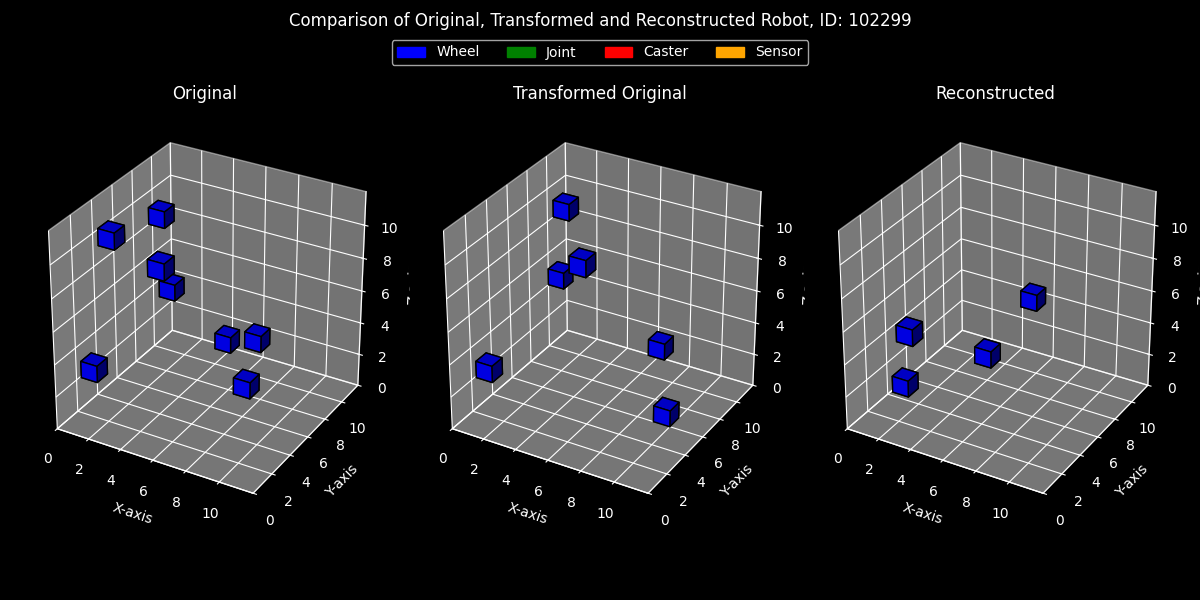 Comparison of Original, Transformed and Reconstructed Robot, ID: 102299
Wheel Joint Caster Sensor
Original Transformed Original Reconstructed
10 10 10
8 8 8
6 6 6
4 4 4
2 2 2
0 0 0
0 2 4 6 8 10 0 2 4 6 8 10 0 2 4 6 8 10
0 2 4 6 8 10 0 2 4 6 8 10 0 2 4 6 8 10
X-axis Y-axis X-axis Y-axis X-axis Y-axis